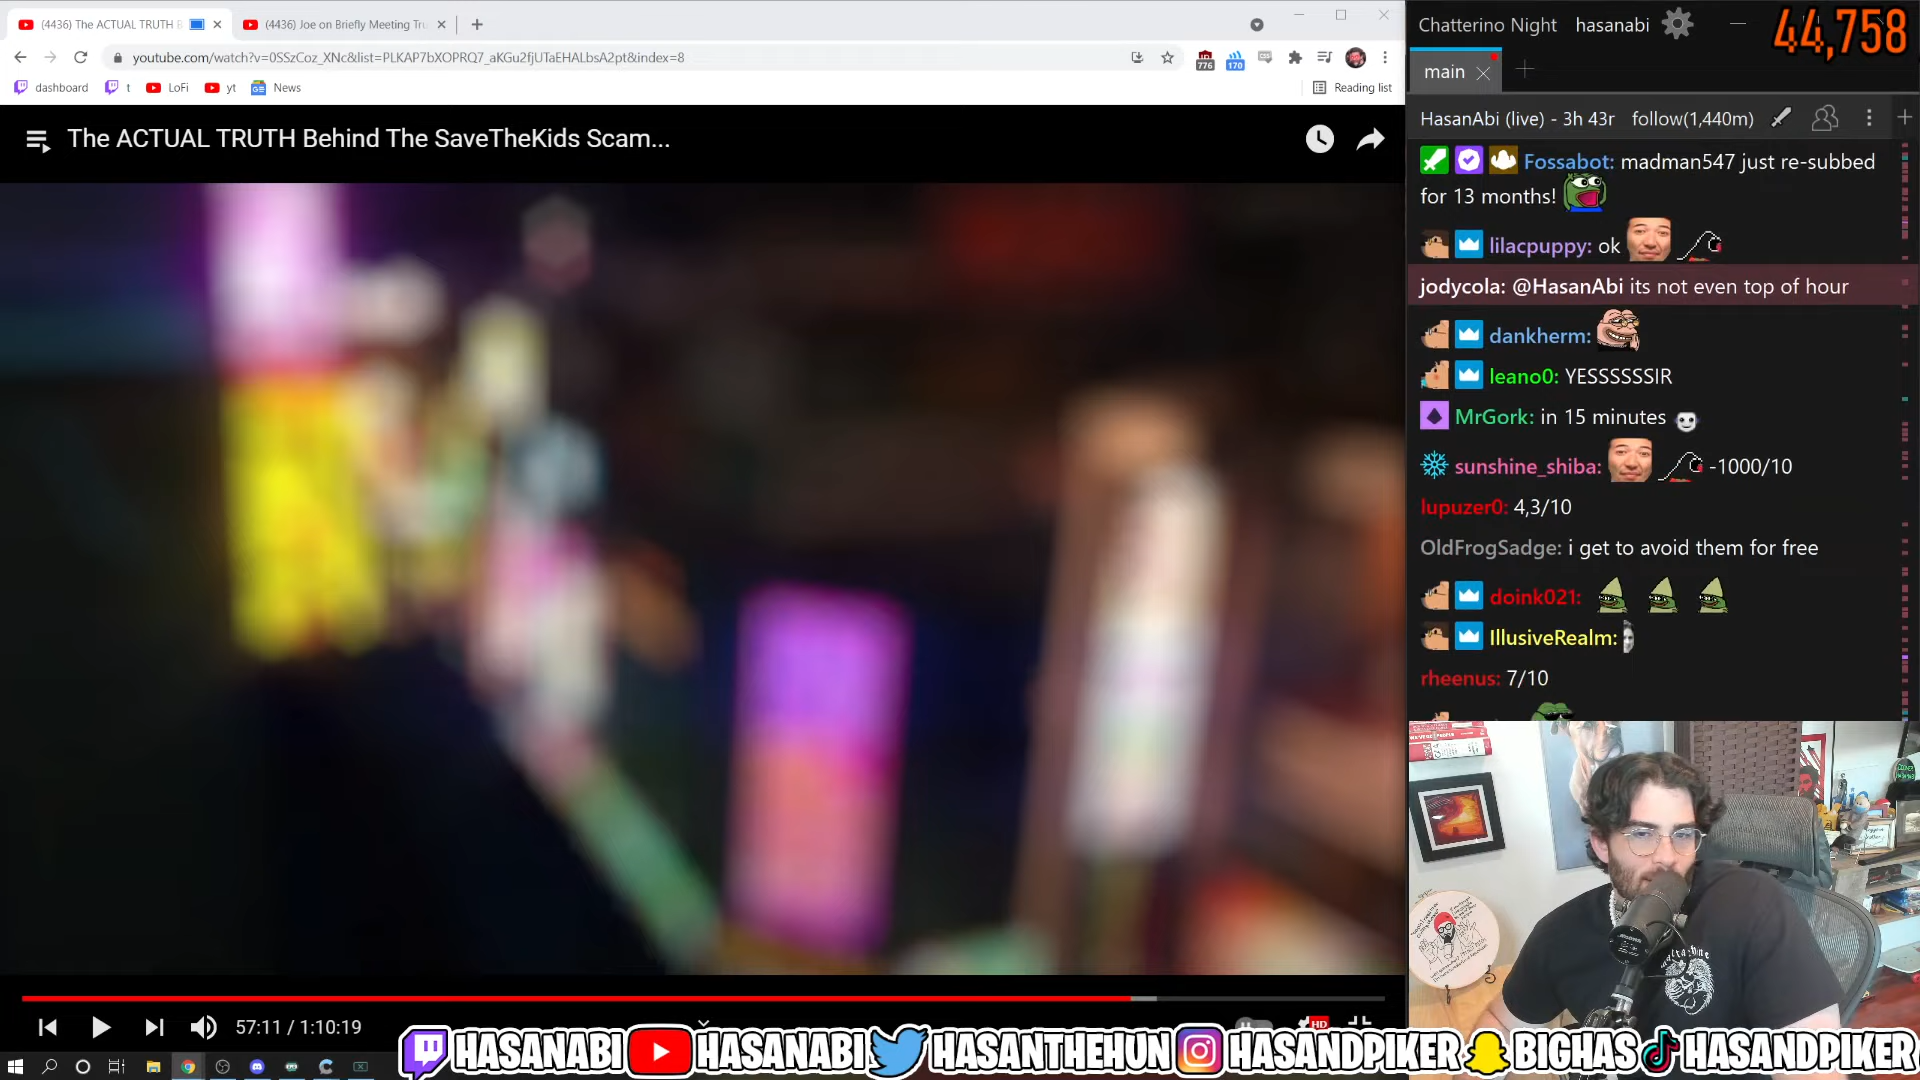 (4436) The ACTUAL TRUTH B
(4436) Joe on Briefly Meeting Tru
youtube.com/watch?v=0SSzCoz_XNc&list=PLKAP7bXOPRQ7_aKGu2fjUTaEHALbsA2pt&index=8
776
170
dashboard t LoFi yt News Reading list
The ACTUAL TRUTH Behind The SaveTheKids Scam...
57:11 / 1:10:19
HD
Chatterino Night hasanabi
44,758
main
HasanAbi (live) - 3h 43r follow(1,440m)
Fossabot: madman547 just re-subbed
for 13 months!
lilacpuppy: ok
jodycola: @HasanAbi its not even top of hour
dankherm:
leano0: YESSSSSSIR
MrGork: in 15 minutes
sunshine_shiba: -1000/10
lupuzer0: 4,3/10
OldFrogSadge: i get to avoid them for free
doink021:
IllusiveRealm:
rheenus: 7/10
HASANABI HASANABI HASANTHEHUN HASANDPIKER BIGHAS HASANDPIKER